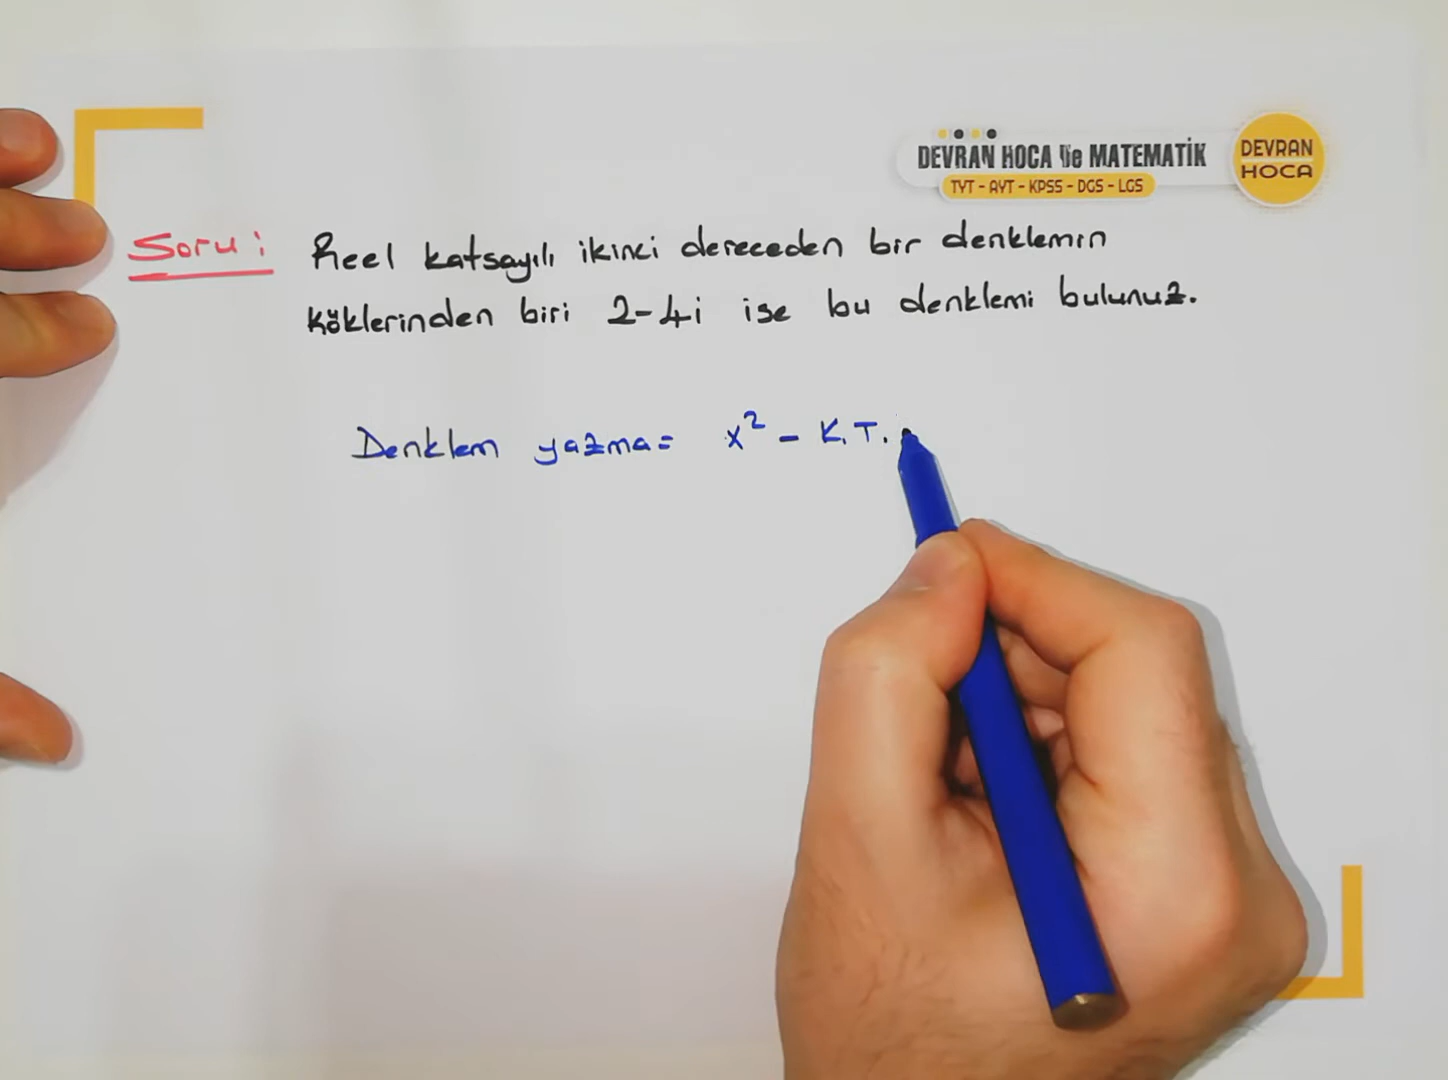 DEVRAN HOCA ile MATEMATİK
TYT - AYT - KPSS - DGS - LGS
DEVRAN
HOCA
Soru: Reel katsayılı ikinci dereceden bir denklemin
köklerinden biri 2-4i ise bu denklemi bulunuz.
Denklem yazma= x² - K.T.